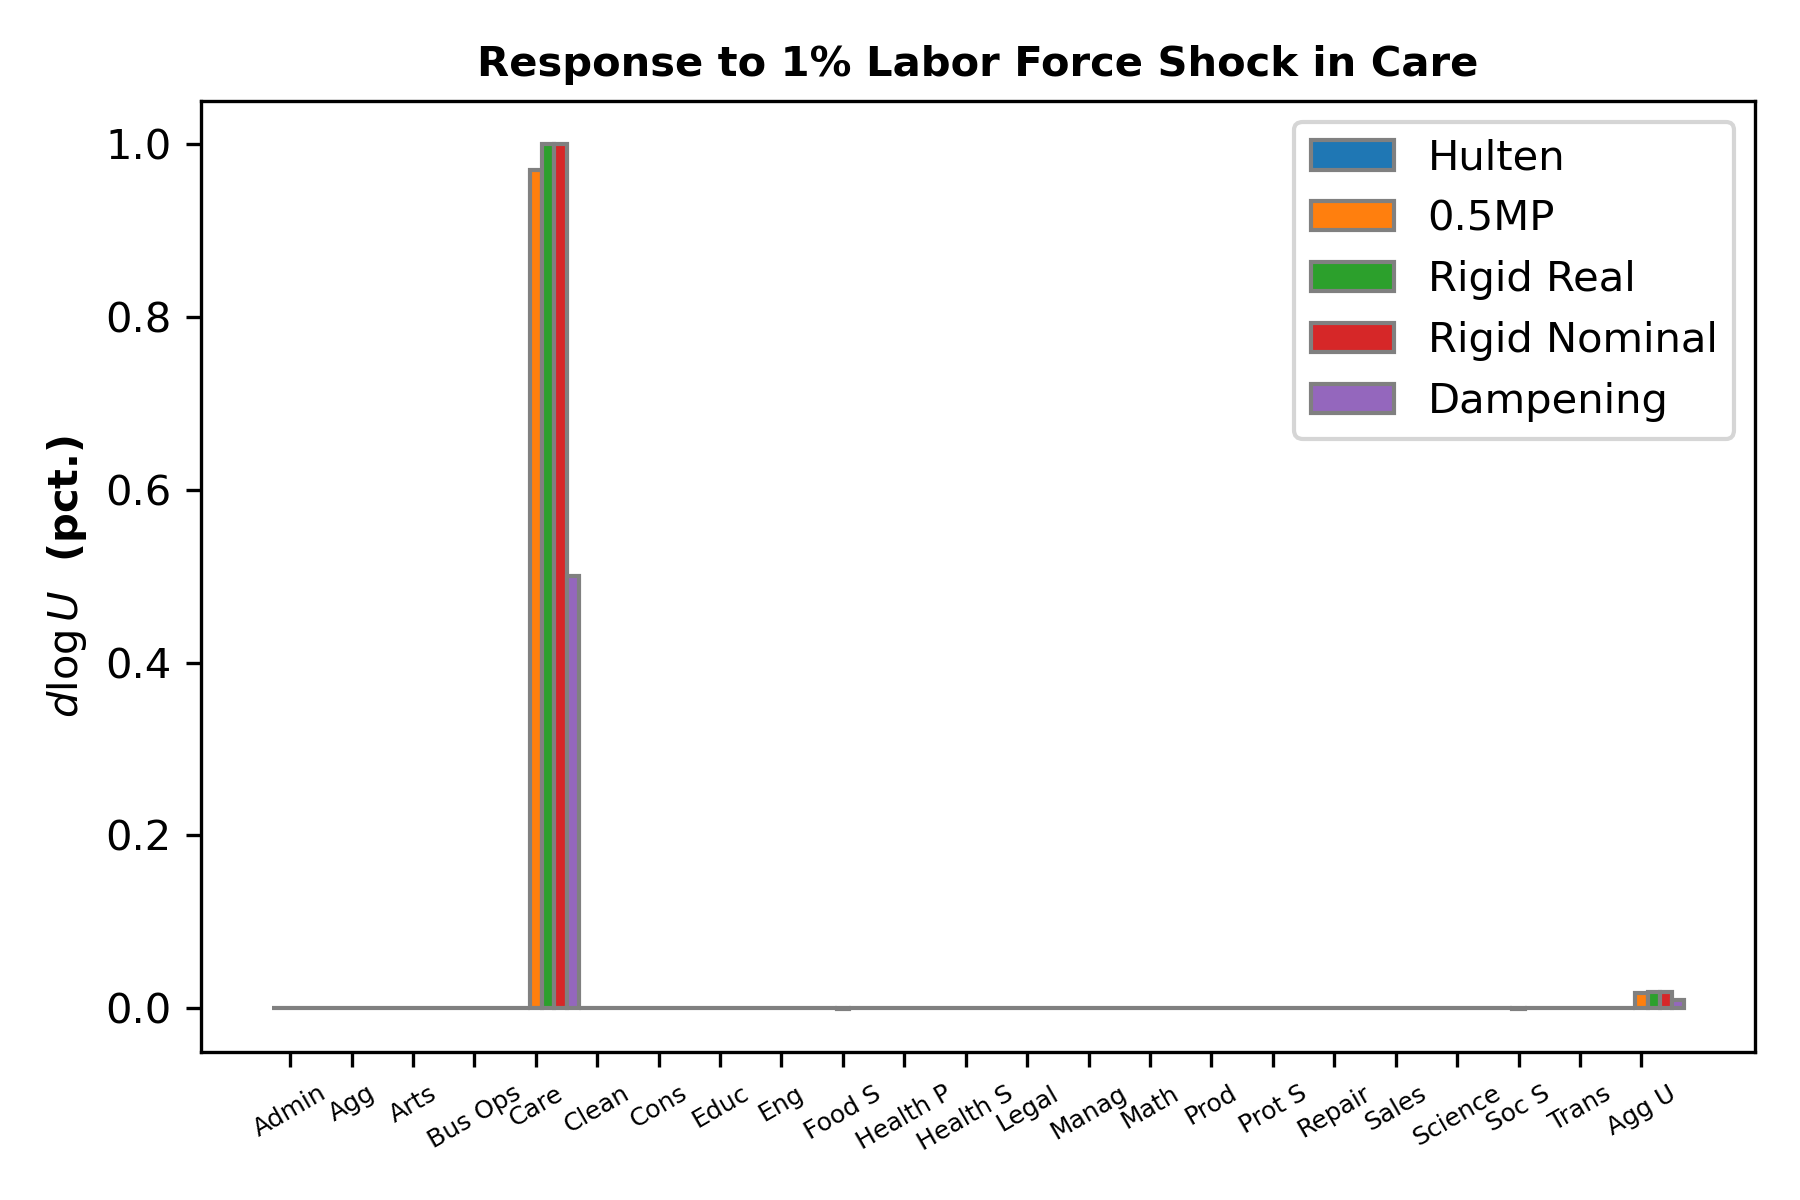 Response to 1% Labor Force Shock in Care
dlog U (pct.)
1.0
0.8
0.6
0.4
0.2
0.0
Hulten
0.5MP
Rigid Real
Rigid Nominal
Dampening
Admin
Agg
Arts
Bus Ops
Care
Clean
Cons
Educ
Eng
Food S
Health P
Health S
Legal
Manag
Math
Prod
Prot S
Repair
Sales
Science
Soc S
Trans
Agg U